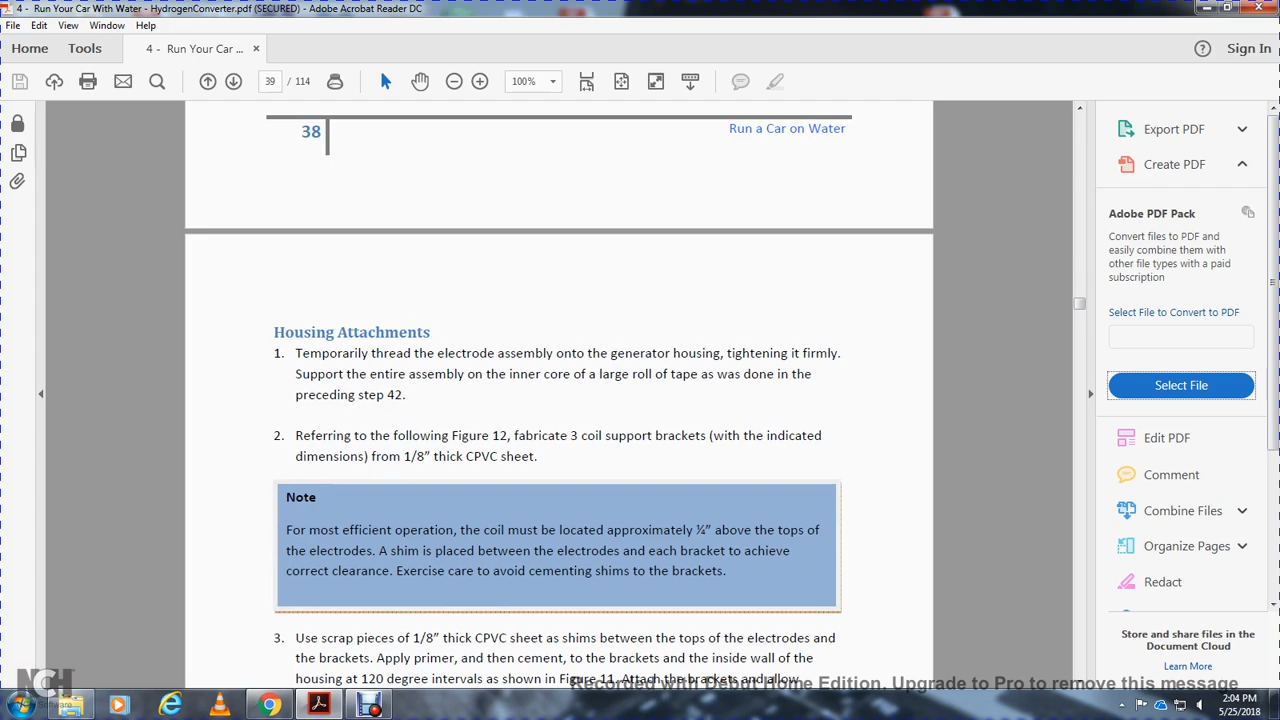 4 - Run Your Car With Water - HydrogenConverter.pdf (SECURED) - Adobe Acrobat Reader DC
File Edit View Window Help
Home Tools 4 - Run Your Car ... × Sign In
39 / 114 100%
38 Run a Car on Water
Housing Attachments
1. Temporarily thread the electrode assembly onto the generator housing, tightening it firmly.
Support the entire assembly on the inner core of a large roll of tape as was done in the
preceding step 42.
2. Referring to the following Figure 12, fabricate 3 coil support brackets (with the indicated
dimensions) from 1/8” thick CPVC sheet.
Note
For most efficient operation, the coil must be located approximately ¼” above the tops of
the electrodes. A shim is placed between the electrodes and each bracket to achieve
correct clearance. Exercise care to avoid cementing shims to the brackets.
3. Use scrap pieces of 1/8” thick CPVC sheet as shims between the tops of the electrodes and
the brackets. Apply primer, and then cement, to the brackets and the inside wall of the
housing at 120 degree intervals as shown in Figure 11. Attach the brackets and allow
Export PDF
Create PDF
Adobe PDF Pack
Convert files to PDF and
easily combine them with
other file types with a paid
subscription
Select File to Convert to PDF
Select File
Edit PDF
Comment
Combine Files
Organize Pages
Redact
Store and share files in the
Document Cloud
Learn More
NCH
Software
Recorded with Debut Home Edition. Upgrade to Pro to remove this message
2:04 PM
5/25/2018